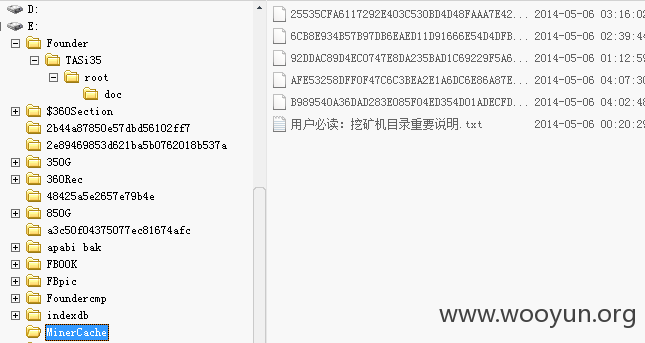 D:
E:
Founder
TASi35
root
doc
$360Section
2b44a87850e57dbd56102ff7
2e89469853d621ba5b0762018b537a
350G
360Rec
48425a5e2657e79b4e
850G
a3c50f04375077ec81674afc
apabi bak
FBOOK
FBpic
Foundercmp
indexdb
MinerCache
25535CFA6117292E403C530BD4D48FAAA7E42... 2014-05-06 03:16:02
6CB8E934B57B97DB6EAED11D91666E54D4DFB... 2014-05-06 02:39:44
92DDAC89D4EC0747E8DA235BAD1C69229F5A6... 2014-05-06 01:12:59
AFE53258DFF0F47C6C3BEA2E1A6DC6E86A87E... 2014-05-06 04:07:30
B989540A36DAD283E085F04ED354D01ADECFD... 2014-05-06 04:02:48
用户必读：挖矿机目录重要说明.txt 2014-05-06 00:20:29
www.wooyun.org